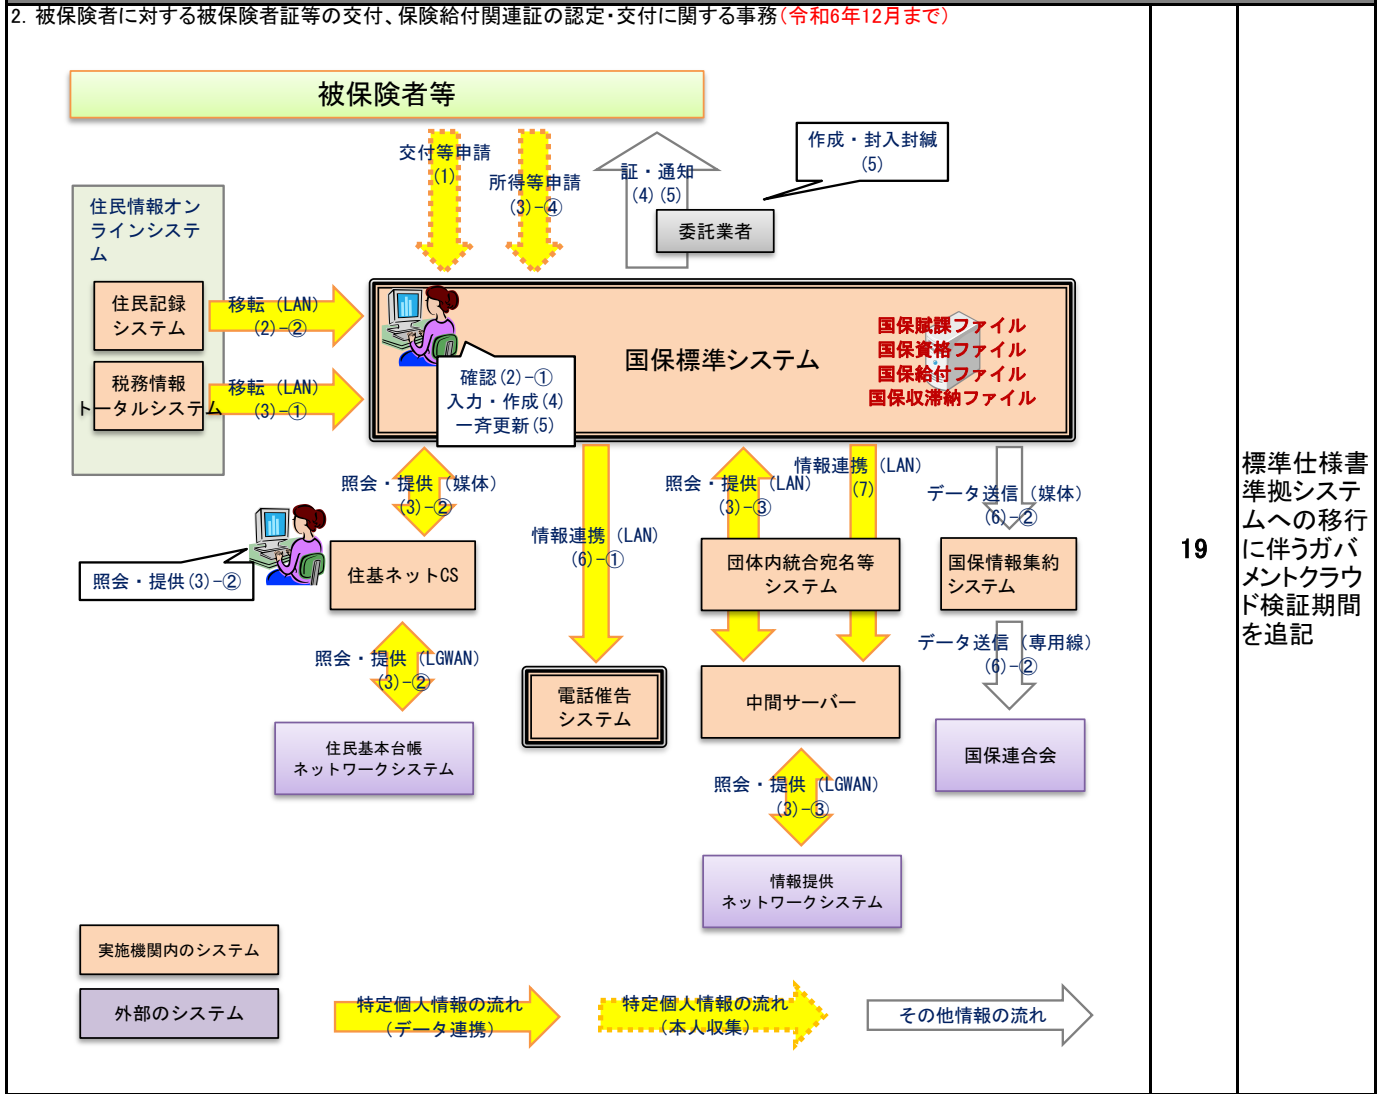 2. 被保険者に対する被保険者証等の交付、保険給付関連証の認定・交付に関する事務(令和6年12月まで)
被保険者等
交付等申請
(1)
所得等申請
(3)-④
証・通知
(4)(5)
作成・封入封緘
(5)
委託業者
住民情報オン
ラインシステ
ム
住民記録
システム
移転（LAN）
(2)-②
税務情報
トータルシステム
移転（LAN）
(3)-①
国保標準システム
国保賦課ファイル
国保資格ファイル
国保給付ファイル
国保収滞納ファイル
確認(2)-①
入力・作成(4)
一斉更新(5)
照会・提供（媒体）
(3)-②
情報連携（LAN）
(6)-①
照会・提供（LAN）
(3)-③
情報連携（LAN）
(7)
データ送信（媒体）
(6)-②
照会・提供(3)-②
住基ネットCS
団体内統合宛名等
システム
国保情報集約
システム
照会・提供（LGWAN）
(3)-②
データ送信（専用線）
(6)-②
電話催告
システム
中間サーバー
住民基本台帳
ネットワークシステム
国保連合会
照会・提供（LGWAN）
(3)-③
情報提供
ネットワークシステム
実施機関内のシステム
外部のシステム
特定個人情報の流れ
（データ連携）
特定個人情報の流れ
（本人収集）
その他情報の流れ
19
標準仕様書
準拠システ
ムへの移行
に伴うガバ
メントクラウ
ド検証期間
を追記